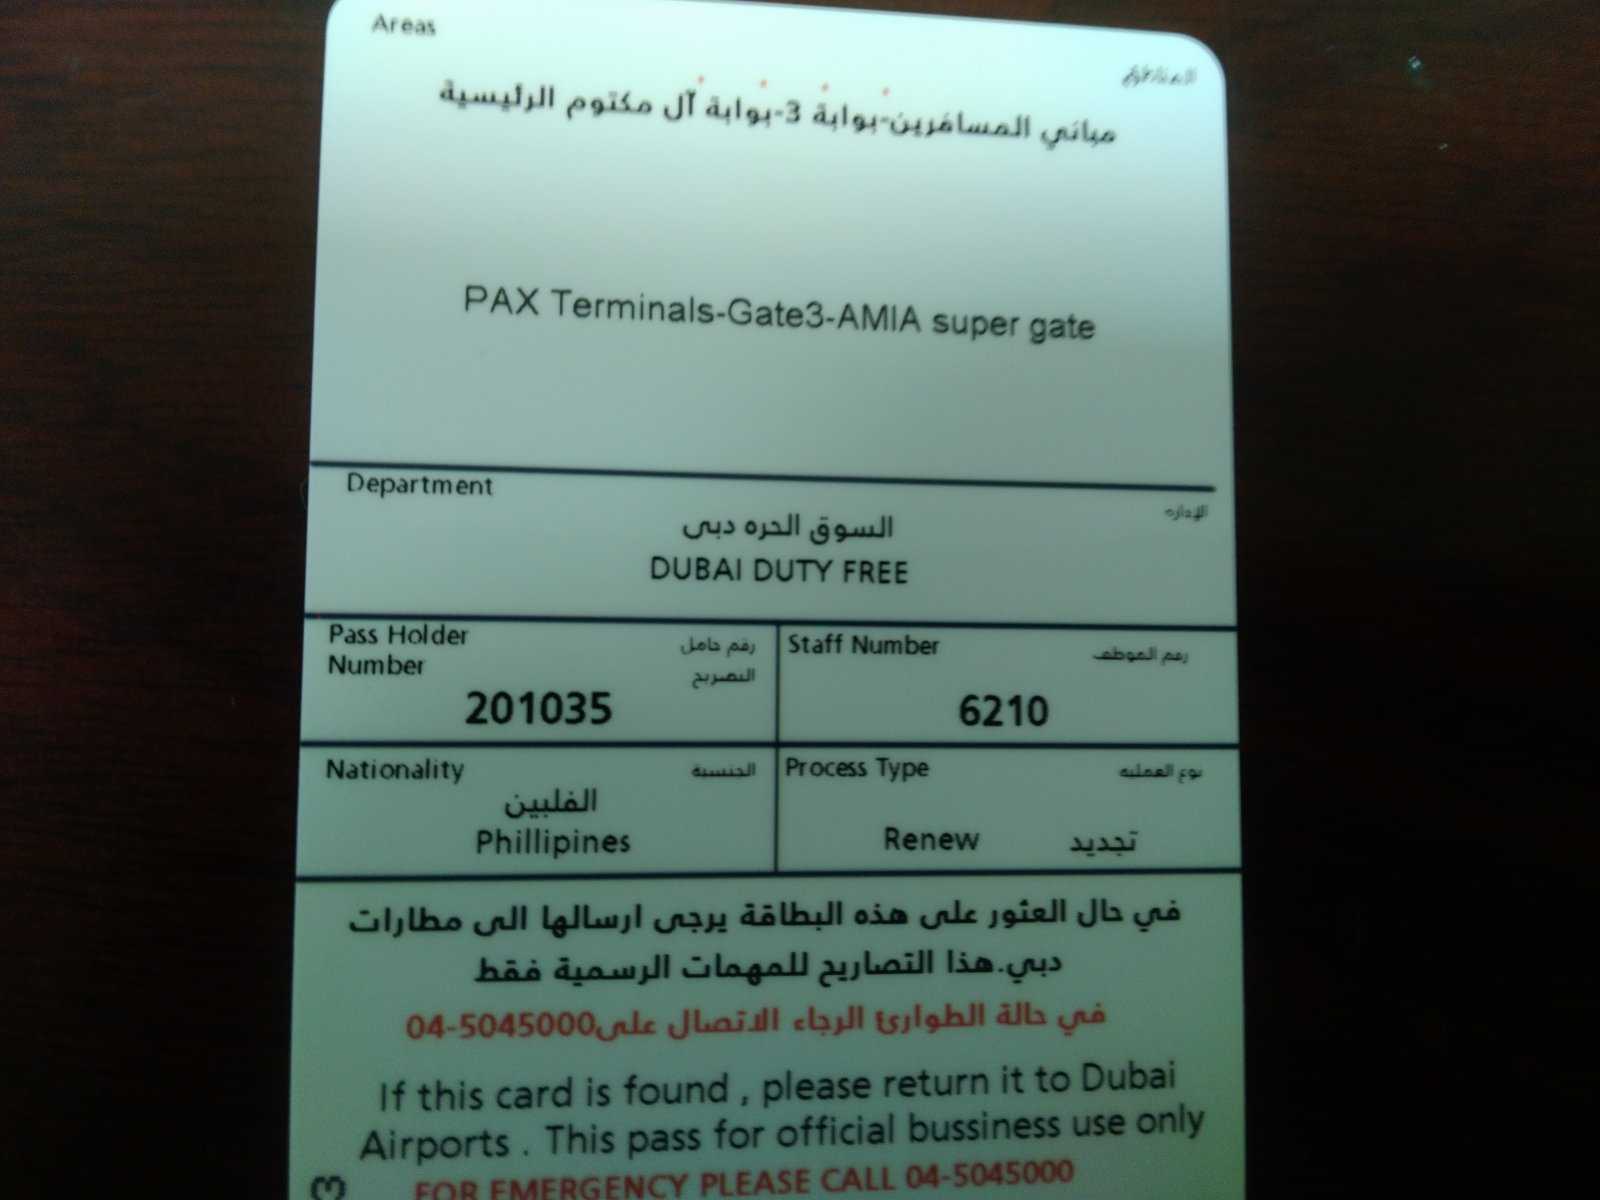 Areas المناطق
مباني المسافرين-بوابة 3-بوابة آل مكتوم الرئيسية
PAX Terminals-Gate3-AMIA super gate
Department الإداره
السوق الحره دبى
DUBAI DUTY FREE
Pass Holder رقم حامل
Number التصريح
201035
Staff Number رقم الموظف
6210
Nationality الجنسية
الفلبين
Phillipines
Process Type نوع العمليه
Renew تجديد
في حال العثور على هذه البطاقة يرجى ارسالها الى مطارات
دبي.هذا التصاريح للمهمات الرسمية فقط
في حالة الطوارئ الرجاء الاتصال على04-5045000
If this card is found , please return it to Dubai
Airports . This pass for official bussiness use only
FOR EMERGENCY PLEASE CALL 04-5045000
3